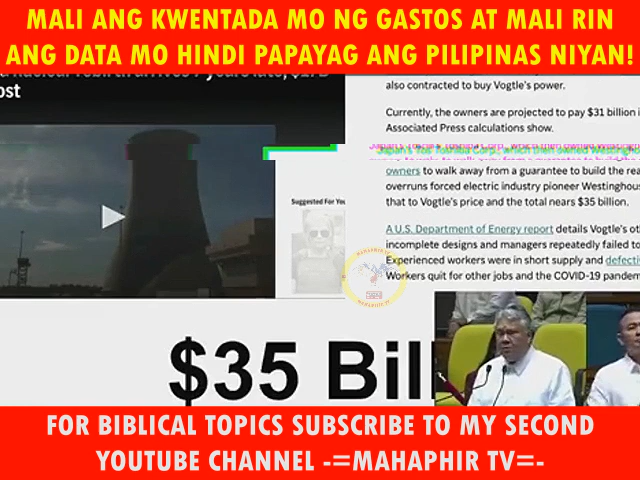 MALI ANG KWENTADA MO NG GASTOS AT MALI RIN
ANG DATA MO HINDI PAPAYAG ANG PILIPINAS NIYAN!
also contracted to buy Vogtle's power.
Currently, the owners are projected to pay $31 billion i
Associated Press calculations show.
owners to walk away from a guarantee to build the rea
overruns forced electric industry pioneer Westinghous
that to Vogtle's price and the total nears $35 billion.
Suggested For You
A U.S. Department of Energy report details Vogtle's oth
incomplete designs and managers repeatedly failed to
Experienced workers were in short supply and defectiv
Workers quit for other jobs and the COVID-19 pandem
$35 Bill
FOR BIBLICAL TOPICS SUBSCRIBE TO MY SECOND
YOUTUBE CHANNEL -=MAHAPHIR TV=-